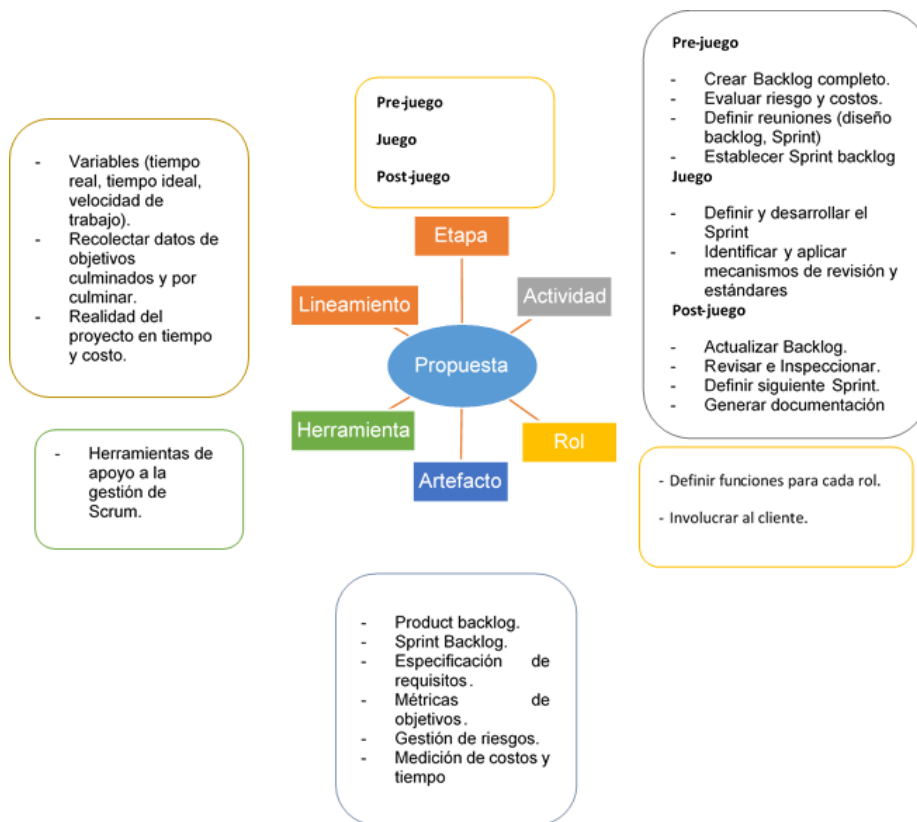 Pre-juego
Juego
Post-juego
Pre-juego
- Crear Backlog completo.
- Evaluar riesgo y costos.
- Definir reuniones (diseño
backlog, Sprint)
- Establecer Sprint backlog
Juego
- Definir y desarrollar el
Sprint
- Identificar y aplicar
mecanismos de revisión y
estándares
Post-juego
- Actualizar Backlog.
- Revisar e Inspeccionar.
- Definir siguiente Sprint.
- Generar documentación
- Variables (tiempo
real, tiempo ideal,
velocidad de
trabajo).
- Recolectar datos de
objetivos
culminados y por
culminar.
- Realidad del
proyecto en tiempo
y costo.
Etapa
Lineamiento
Actividad
Propuesta
Herramienta
Rol
Artefacto
- Herramientas de
apoyo a la
gestión de
Scrum.
- Definir funciones para cada rol.
- Involucrar al cliente.
- Product backlog.
- Sprint Backlog.
- Especificación de
requisitos.
- Métricas de
objetivos.
- Gestión de riesgos.
- Medición de costos y
tiempo